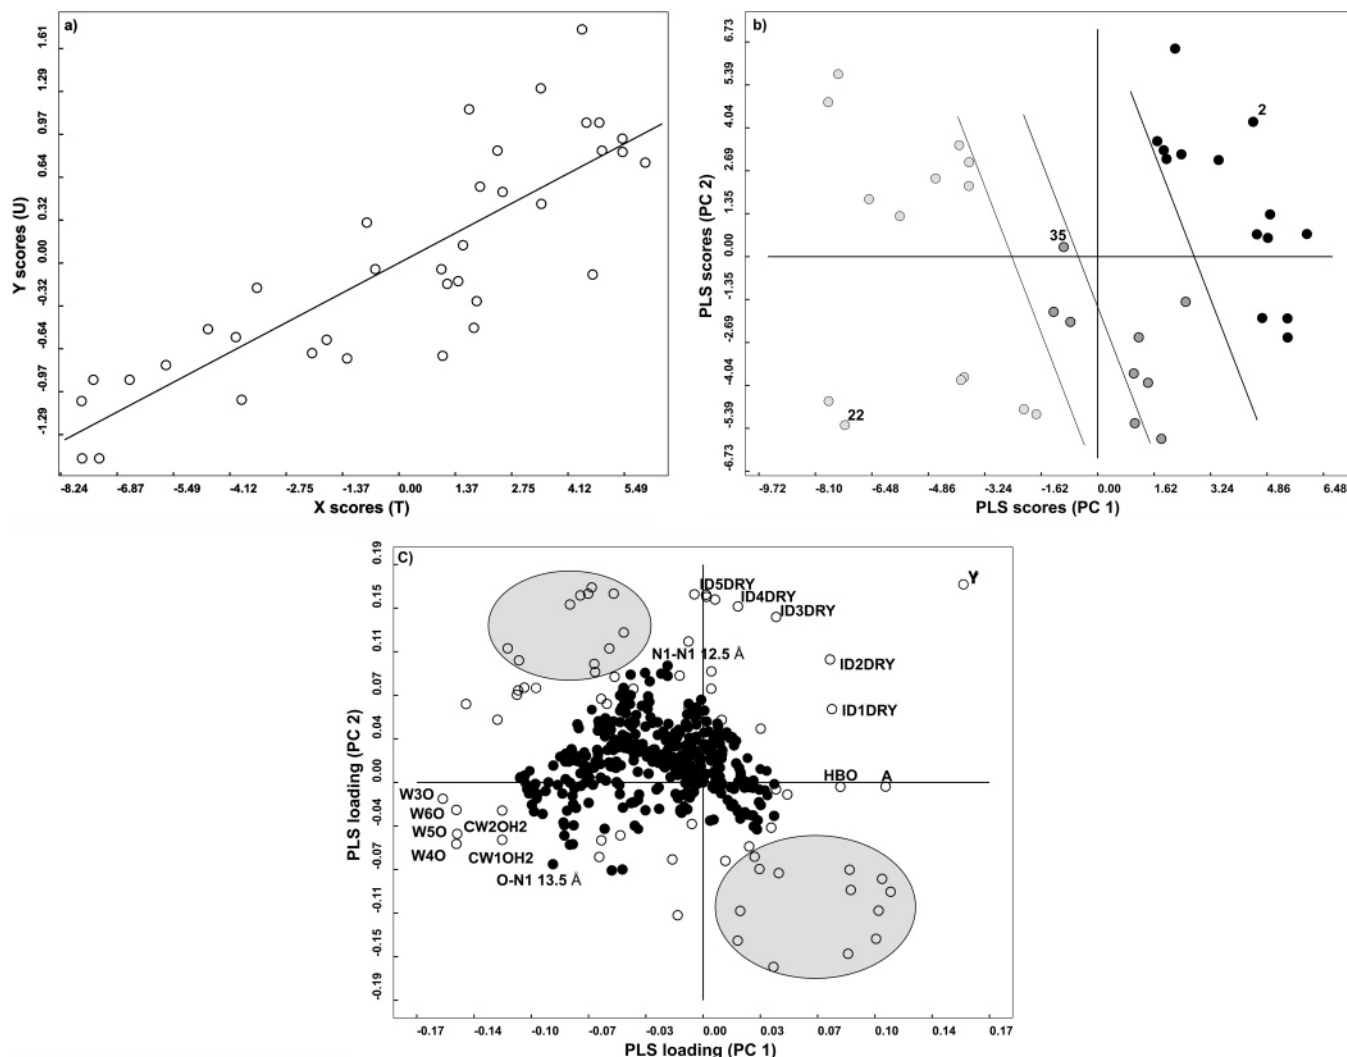 a)
1.61
1.29
0.97
0.64
0.32
0.00
-0.32
-0.64
-0.97
-1.29
Y scores (U)
-8.24 -6.87 -5.49 -4.12 -2.75 -1.37 0.00 1.37 2.75 4.12 5.49
X scores (T)
b)
6.73
5.39
4.04
2.69
1.35
0.00
-1.35
-2.69
-4.04
-5.39
-6.73
PLS scores (PC 2)
2
35
22
-9.72 -8.10 -6.48 -4.86 -3.24 -1.62 0.00 1.62 3.24 4.86 6.48
PLS scores (PC 1)
C)
0.19
0.15
0.11
0.07
0.04
0.00
-0.04
-0.07
-0.11
-0.15
-0.19
PLS loading (PC 2)
Y
ID5DRY
ID4DRY
ID3DRY
N1-N1 12.5 Å
ID2DRY
ID1DRY
HBO A
W3O
W6O
W5O CW2OH2
W4O CW1OH2
O-N1 13.5 Å
-0.17 -0.14 -0.10 -0.07 -0.03 0.00 0.03 0.07 0.10 0.14 0.17
PLS loading (PC 1)